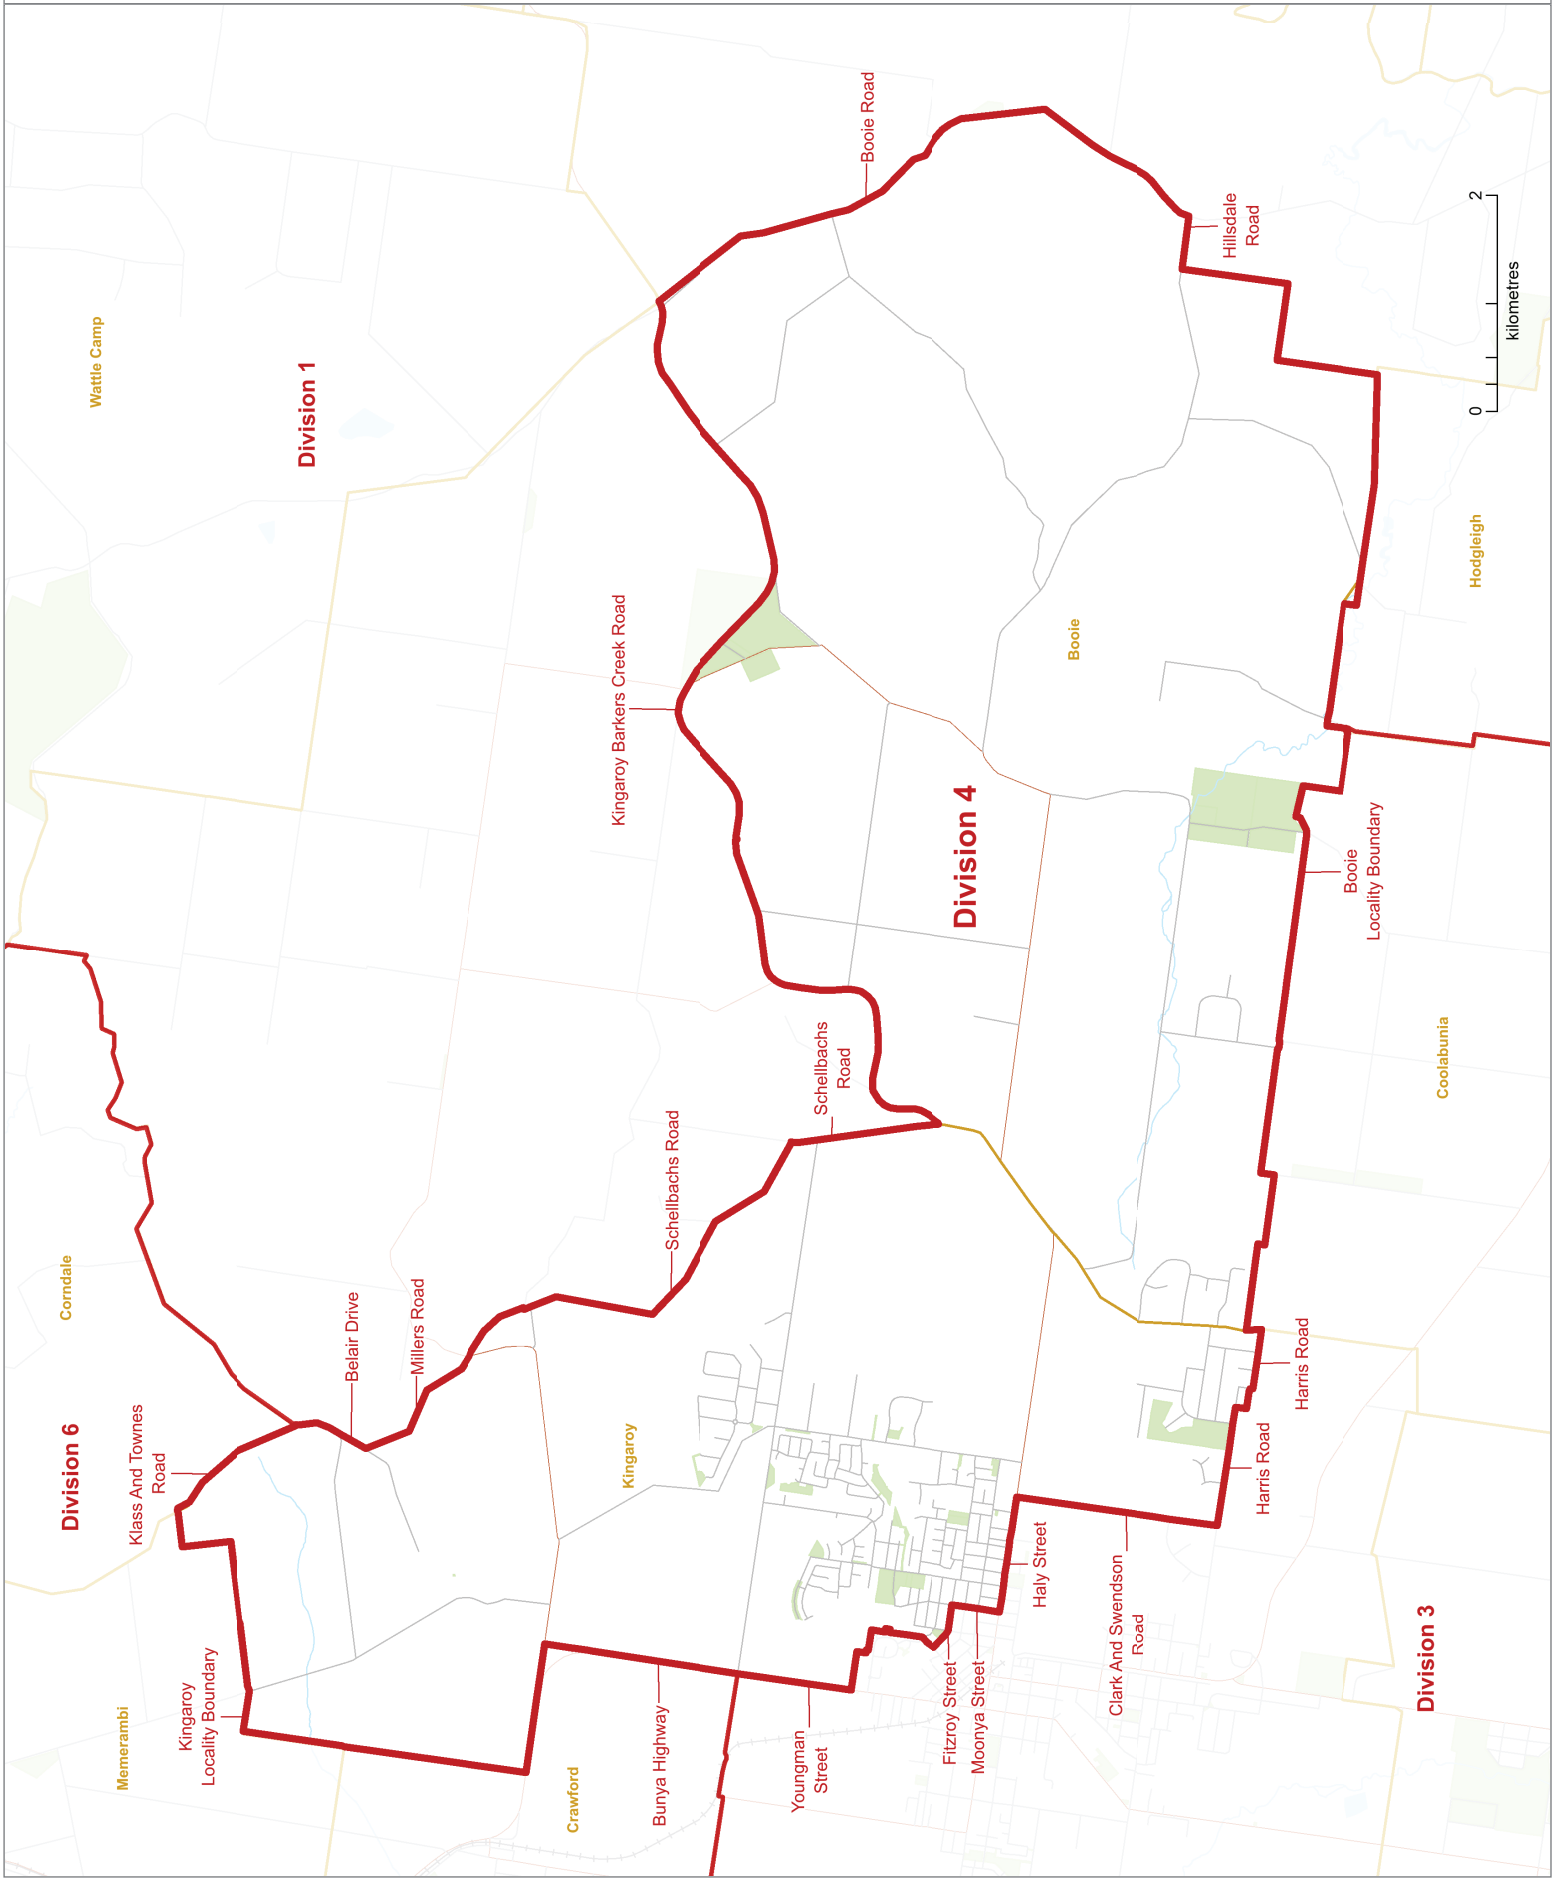 Memerambi
Kingaroy
Locality Boundary
Division 6
Klass And Townes
Road
Corndale
Belair Drive
Millers Road
Wattle Camp
Division 1
Crawford
Bunya Highway
Kingaroy
Schellbachs Road
Kingaroy Barkers Creek Road
Youngman
Street
Schellbachs
Road
Booie Road
Fitzroy Street
Moonya Street
Haly Street
Division 4
Booie
Clark And Swendson
Road
Harris Road
Harris Road
Hillsdale
Road
Booie
Locality Boundary
Division 3
Coolabunia
Hodgleigh
0
2
kilometres